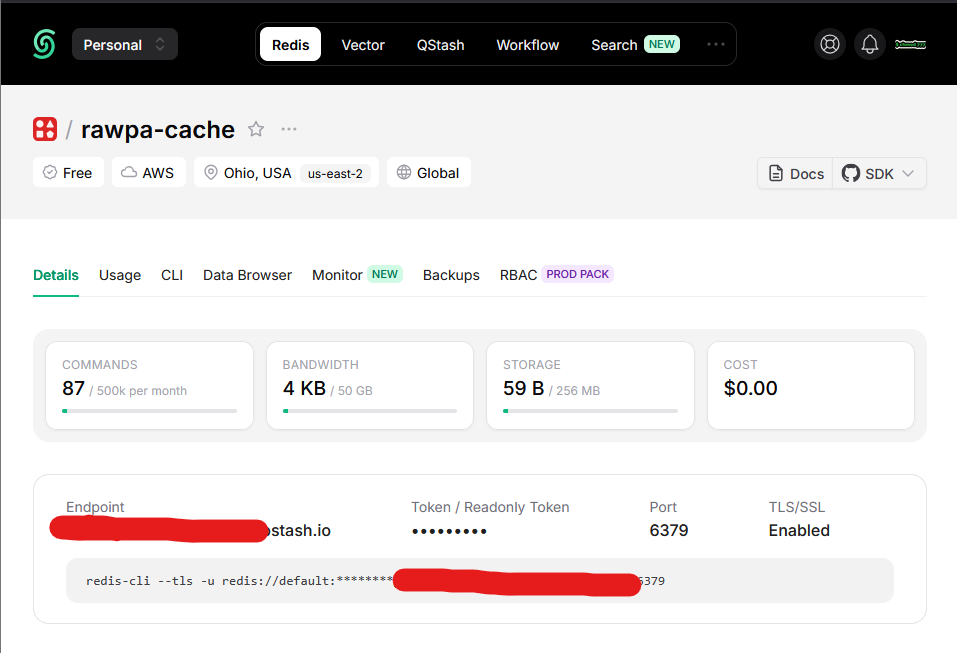 Personal Redis Vector QStash Workflow Search NEW
/ rawpa-cache
Free AWS Ohio, USA us-east-2 Global Docs SDK
Details Usage CLI Data Browser Monitor NEW Backups RBAC PROD PACK
COMMANDS BANDWIDTH STORAGE COST
87 / 500k per month 4 KB / 50 GB 59 B / 256 MB $0.00
Endpoint Token / Readonly Token Port TLS/SSL
stash.io ••••••••• 6379 Enabled
redis-cli --tls -u redis://default:******** 6379